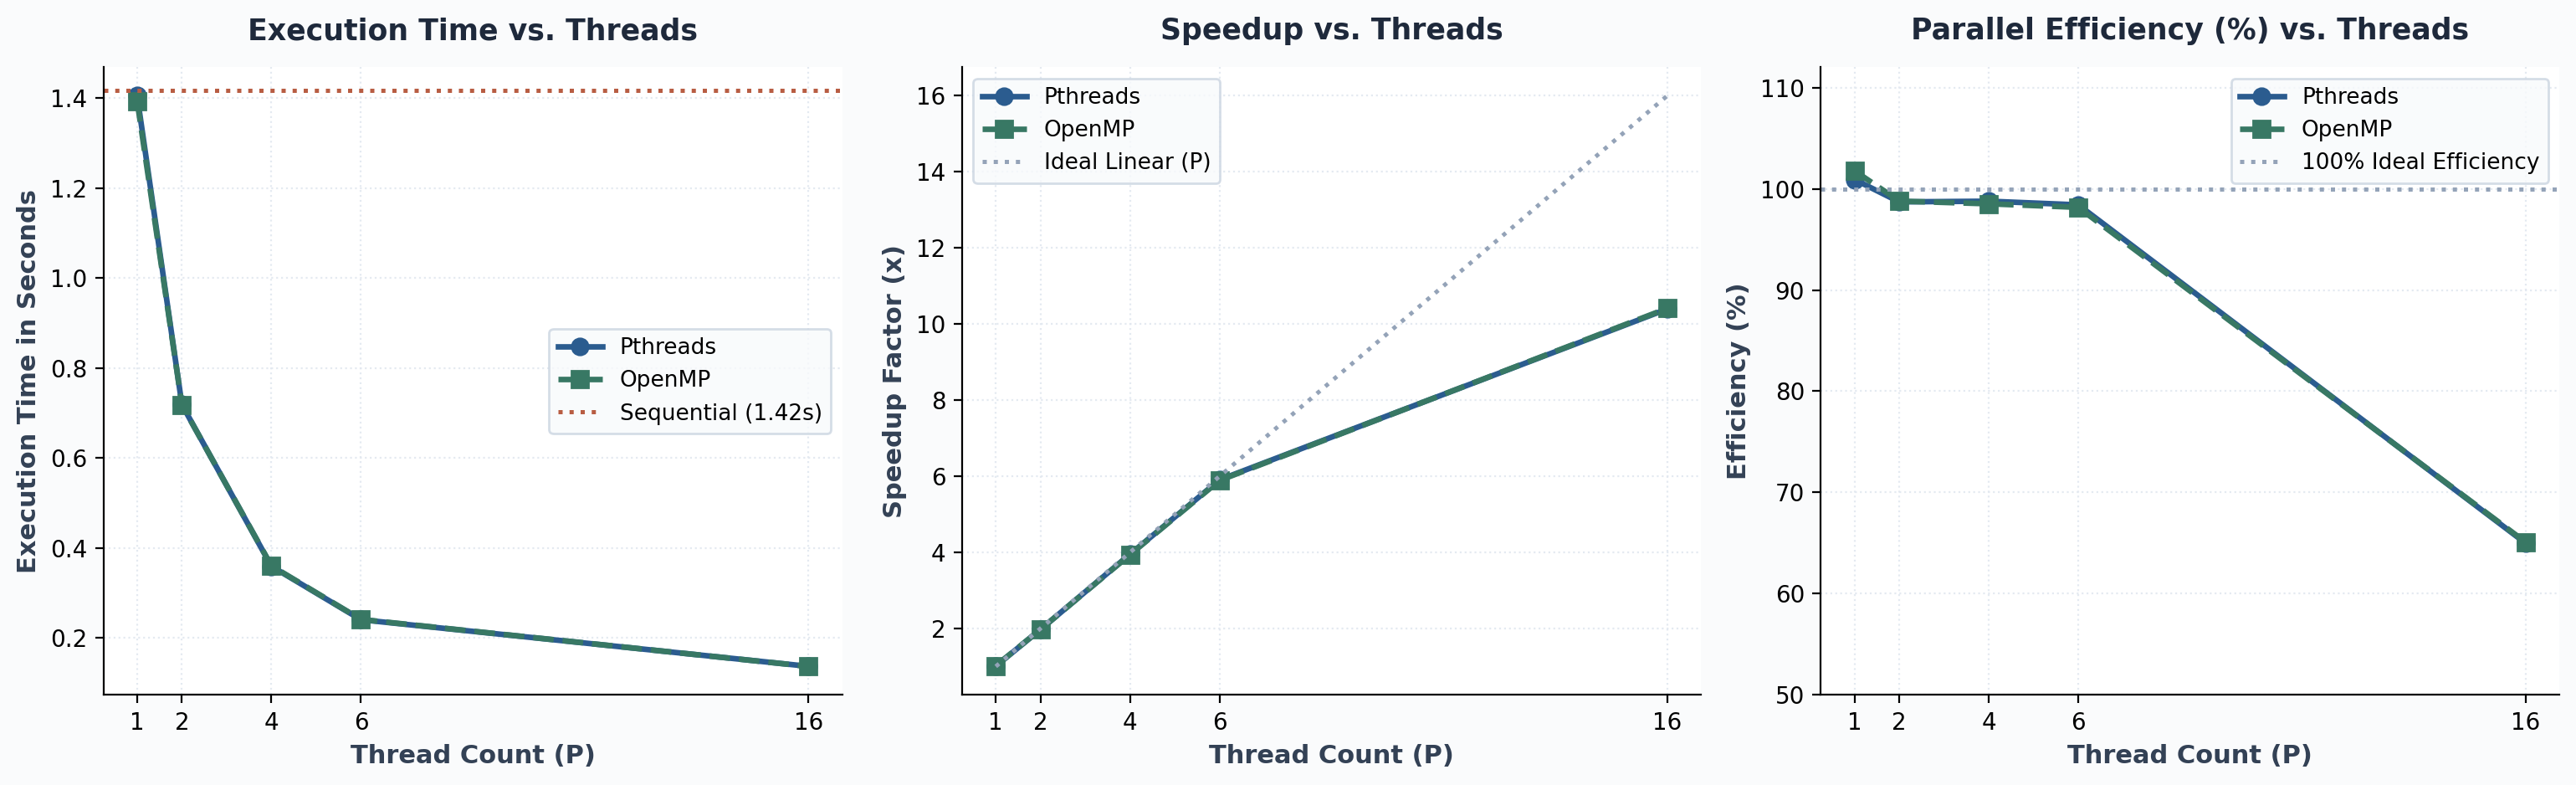 Execution Time vs. Threads
Execution Time in Seconds
1.4
1.2
1.0
0.8
0.6
0.4
0.2
Pthreads
OpenMP
Sequential (1.42s)
1 2 4 6 16
Thread Count (P)
Speedup vs. Threads
Speedup Factor (x)
16
14
12
10
8
6
4
2
Pthreads
OpenMP
Ideal Linear (P)
1 2 4 6 16
Thread Count (P)
Parallel Efficiency (%) vs. Threads
Efficiency (%)
110
100
90
80
70
60
50
Pthreads
OpenMP
100% Ideal Efficiency
1 2 4 6 16
Thread Count (P)